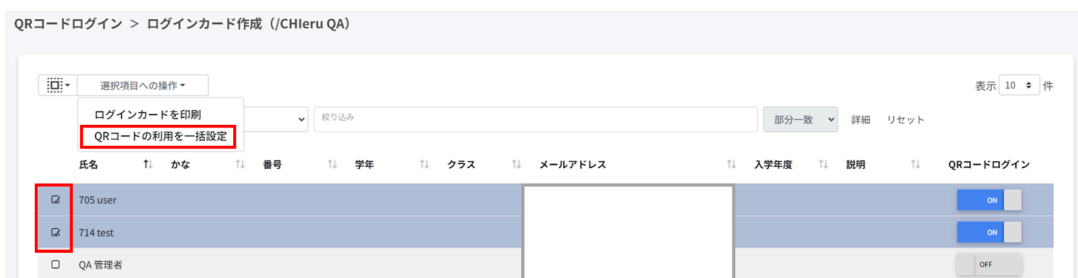 QRコードログイン ＞ ログインカード作成（/CHIeru QA）
選択項目への操作
表示 10 件
ログインカードを印刷
QRコードの利用を一括設定
絞り込み 部分一致 詳細 リセット
氏名 かな 番号 学年 クラス メールアドレス 入学年度 説明 QRコードログイン
705 user ON
714 test ON
QA 管理者 OFF